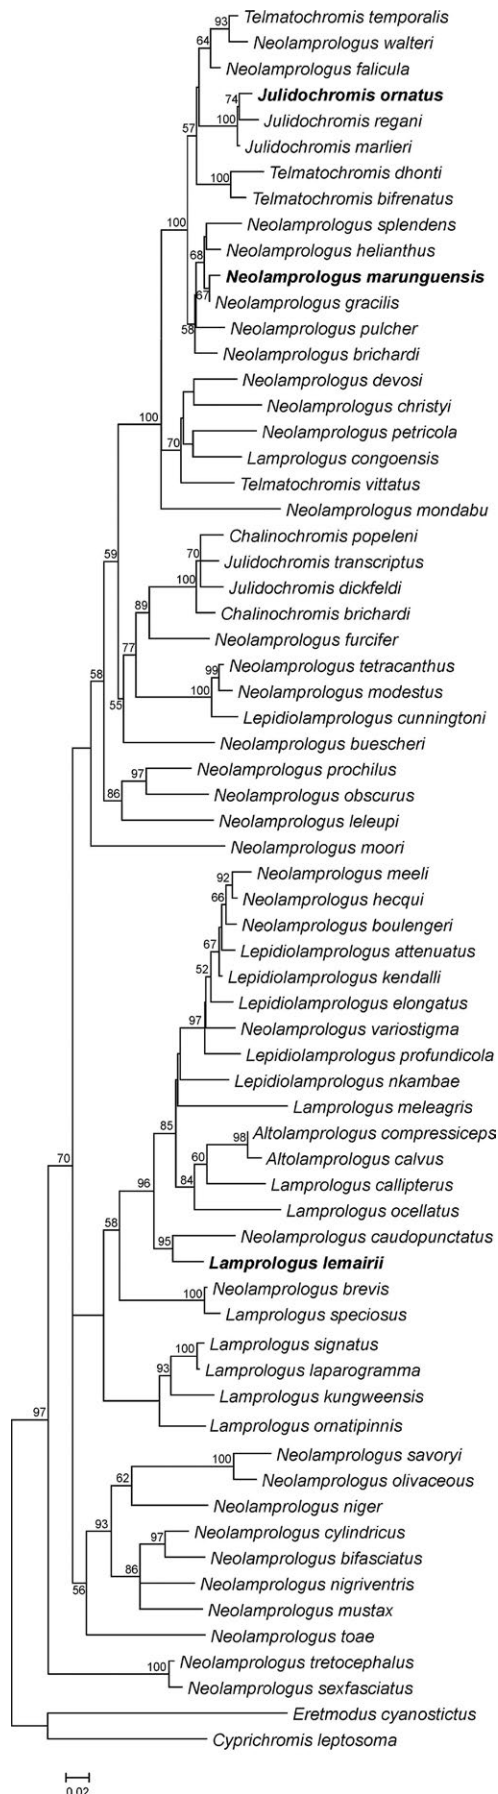 93
Telmatochromis temporalis
64
Neolamprologus walteri
Neolamprologus falicula
74
Julidochromis ornatus
57
100
Julidochromis regani
Julidochromis marlieri
100
Telmatochromis dhonti
Telmatochromis bifrenatus
100
Neolamprologus splendens
68
Neolamprologus helianthus
Neolamprologus marunguensis
67
Neolamprologus gracilis
58
Neolamprologus pulcher
Neolamprologus brichardi
Neolamprologus devosi
100
Neolamprologus christyi
70
Neolamprologus petricola
Lamprologus congoensis
Telmatochromis vittatus
Neolamprologus mondabu
59
70
Chalinochromis popeleni
Julidochromis transcriptus
100
Julidochromis dickfeldi
89
Chalinochromis brichardi
77
Neolamprologus furcifer
58
99
Neolamprologus tetracanthus
55
100
Neolamprologus modestus
Lepidiolamprologus cunningtoni
Neolamprologus buescheri
97
Neolamprologus prochilus
86
Neolamprologus obscurus
Neolamprologus leleupi
Neolamprologus moori
92
Neolamprologus meeli
66
Neolamprologus hecqui
Neolamprologus boulengeri
67
Lepidiolamprologus attenuatus
52
Lepidiolamprologus kendalli
Lepidiolamprologus elongatus
97
Neolamprologus variostigma
Lepidiolamprologus profundicola
Lepidiolamprologus nkambae
85
Lamprologus meleagris
98
Altolamprologus compressiceps
60
Altolamprologus calvus
70
96
84
Lamprologus callipterus
Lamprologus ocellatus
58
95
Neolamprologus caudopunctatus
Lamprologus lemairii
100
Neolamprologus brevis
Lamprologus speciosus
100
Lamprologus signatus
93
Lamprologus laparogramma
Lamprologus kungweensis
97
Lamprologus ornatipinnis
100
Neolamprologus savoryi
62
Neolamprologus olivaceous
Neolamprologus niger
93
97
Neolamprologus cylindricus
86
Neolamprologus bifasciatus
56
Neolamprologus nigriventris
Neolamprologus mustax
Neolamprologus toae
100
Neolamprologus tretocephalus
Neolamprologus sexfasciatus
Eretmodus cyanostictus
Cyprichromis leptosoma
0.02